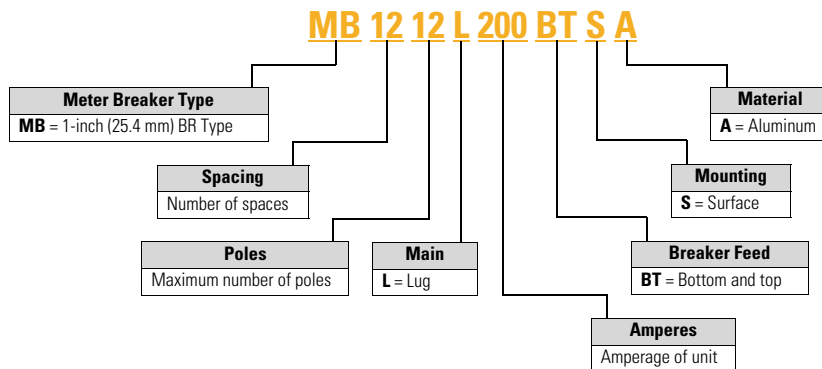 MB 12 12 L 200 BT S A
Meter Breaker Type
MB = 1-inch (25.4 mm) BR Type
Material
A = Aluminum
Spacing
Number of spaces
Mounting
S = Surface
Poles
Maximum number of poles
Main
L = Lug
Breaker Feed
BT = Bottom and top
Amperes
Amperage of unit